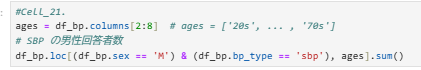 #Cell_21.
ages = df_bp.columns[2:8]  # ages = ['20s', ... , '70s']
# SBP の男性回答者数
df_bp.loc[(df_bp.sex == 'M') & (df_bp.bp_type == 'sbp'), ages].sum()